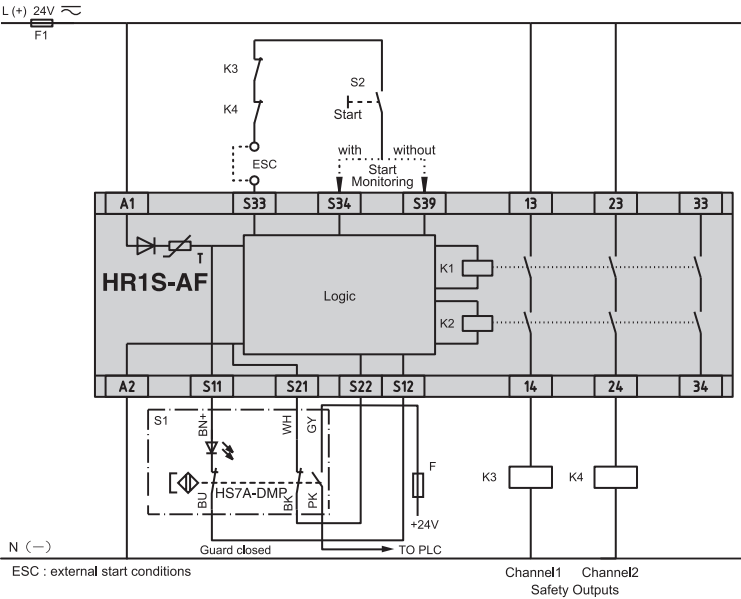 L (+) 24V
F1
K3
S2
K4
Start
ESC
with without
Start
Monitoring
A1 S33 S34 S39 13 23 33
T
HR1S-AF
Logic
K1
K2
A2 S11 S21 S22 S12 14 24 34
S1
BN+
WH
GY
F
K3
K4
HS7A-DMP
BU
BK
PK
+24V
N (—)
Guard closed
TO PLC
ESC : external start conditions
Channel1 Channel2
Safety Outputs